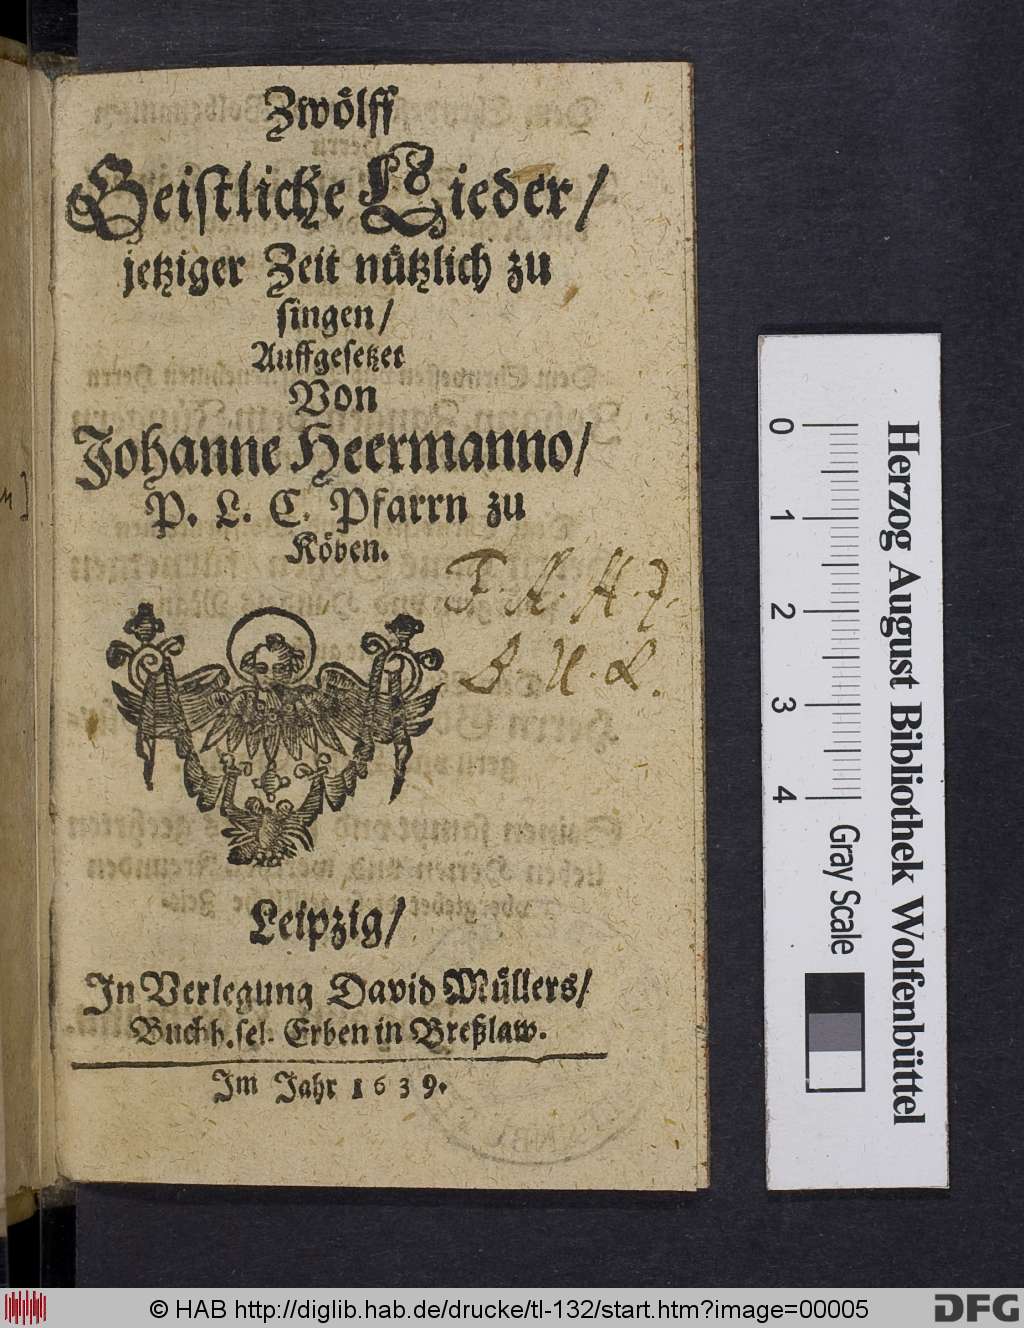 Zwölff
Geistliche Lieder/
jetziger Zeit nützlich zu
singen/
Auffgesetzet
Von
Johanne Heermanno/
P. L. C. Pfarrn zu
Köben.
Leipzig/
In Verlegung David Müllers/
Buchh. sel. Erben in Breßlaw.
Im Jahr 1639.
0 1 2 3 4
Gray Scale
Herzog August Bibliothek Wolfenbüttel
© HAB http://diglib.hab.de/drucke/tl-132/start.htm?image=00005
DFG